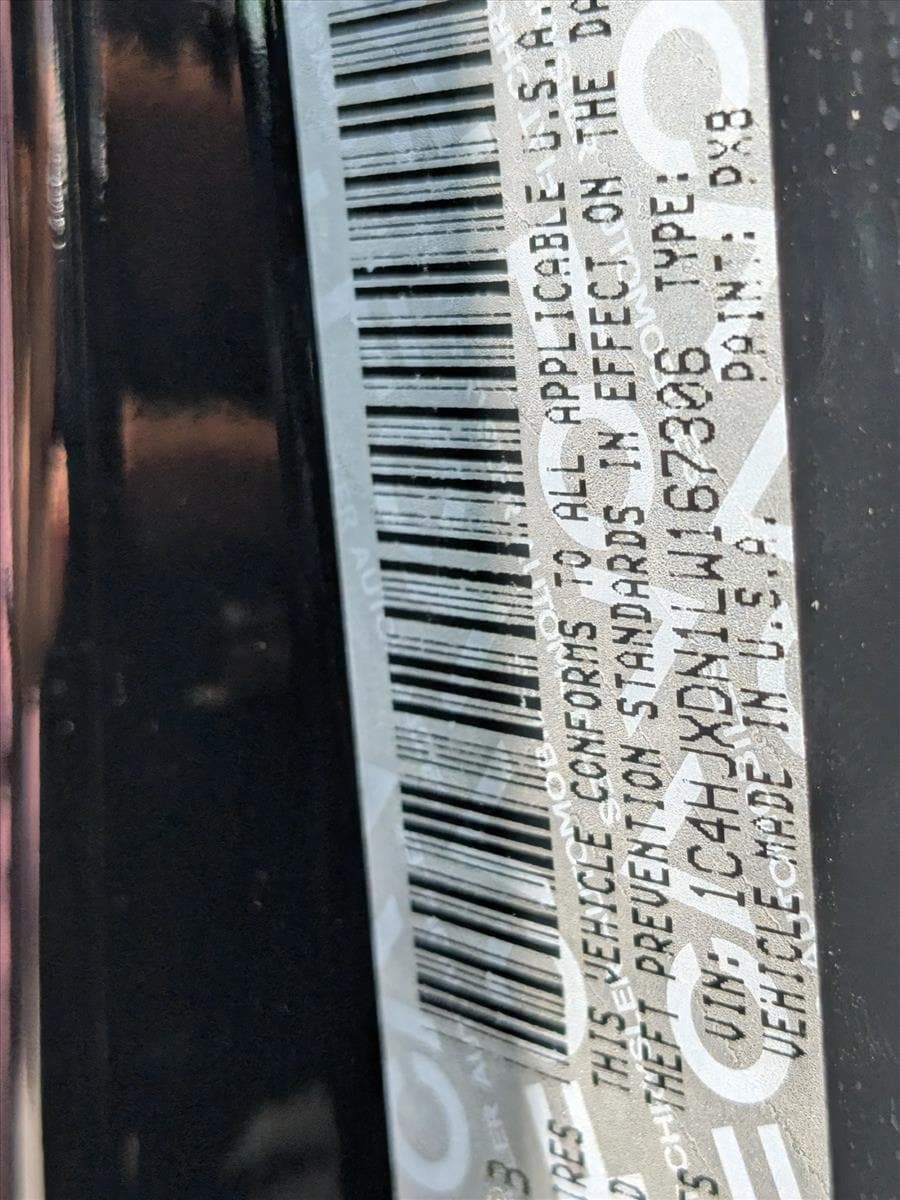 THIS VEHICLE CONFORMS TO ALL APPLICABLE U.S.A.
THEFT PREVENTION STANDARDS IN EFFECT ON THE DA
VIN: 1C4HJXDN1LW167306 TYPE:
VEHICLE MADE IN U.S.A. PAINT: PX8